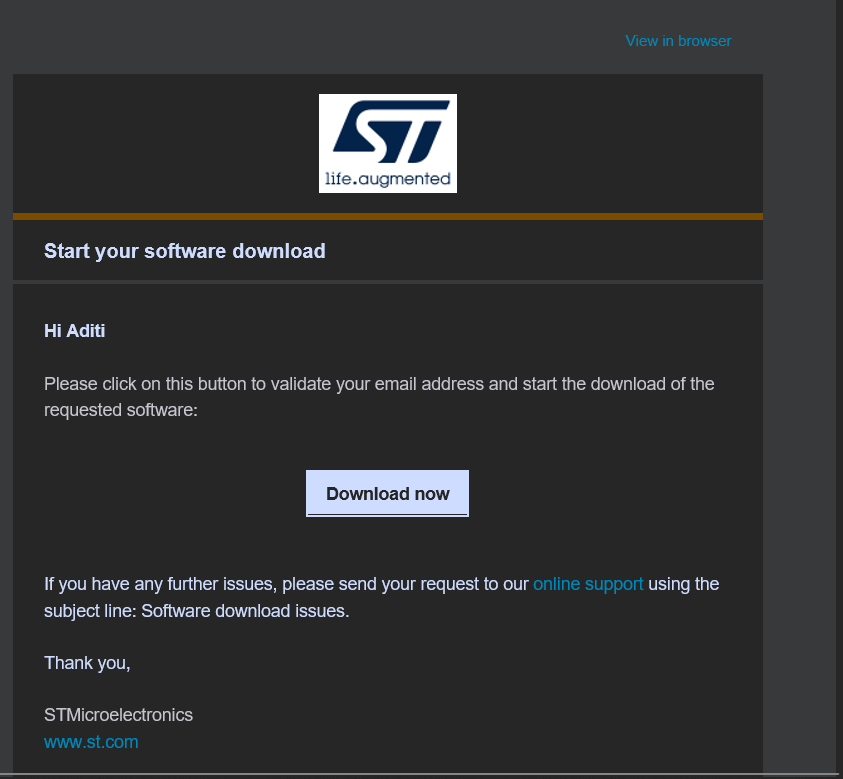 View in browser
ST
life.augmented
Start your software download
Hi Aditi
Please click on this button to validate your email address and start the download of the
requested software:
Download now
If you have any further issues, please send your request to our online support using the
subject line: Software download issues.
Thank you,
STMicroelectronics
www.st.com